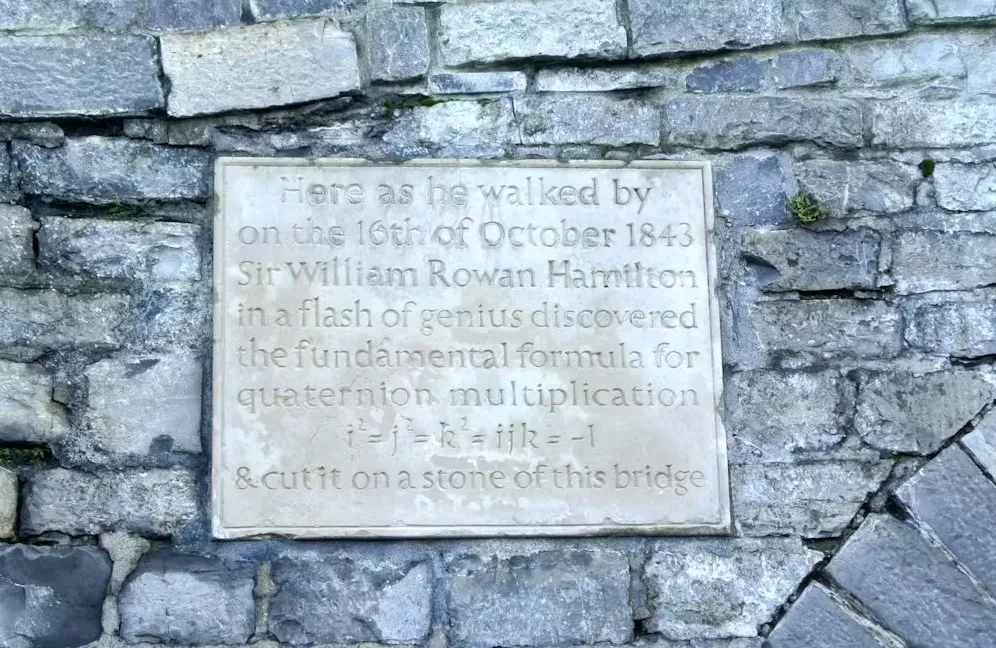 Here as he walked by
on the 16th of October 1843
Sir William Rowan Hamilton
in a flash of genius discovered
the fundamental formula for
quaternion multiplication
i² = j² = k² = ijk = –1
& cut it on a stone of this bridge